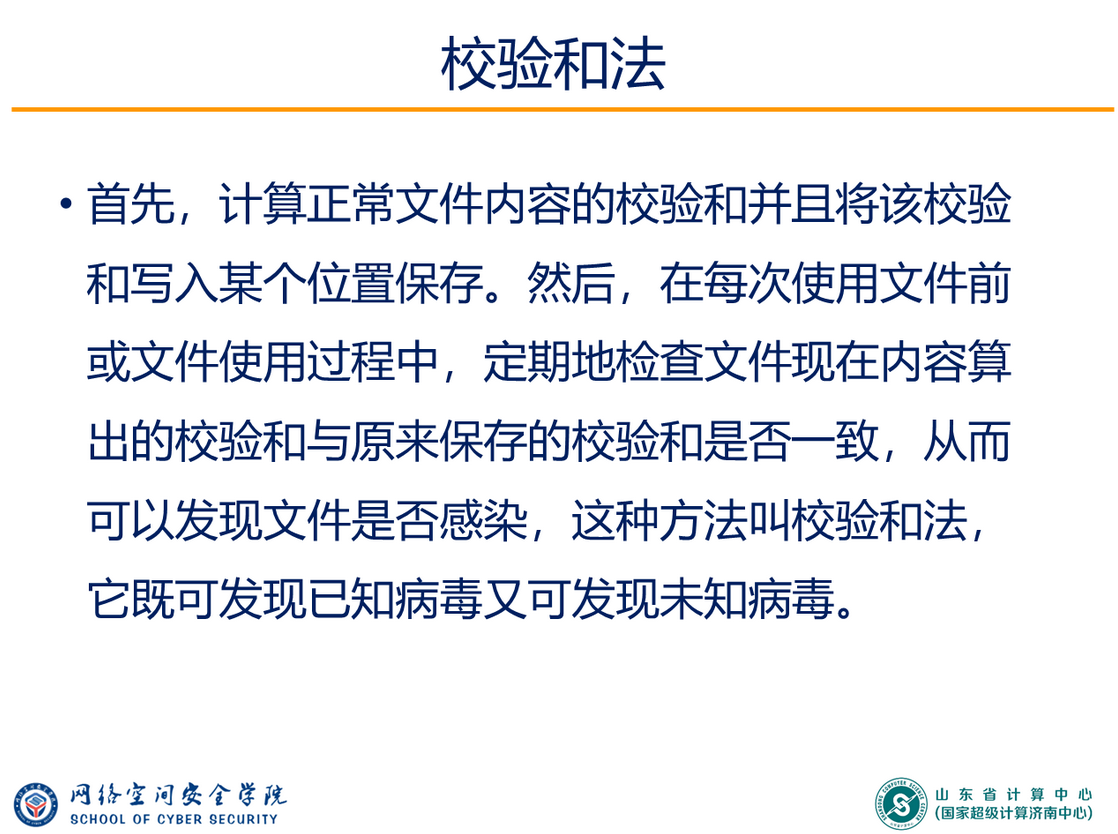 校验和法
• 首先，计算正常文件内容的校验和并且将该校验
和写入某个位置保存。然后，在每次使用文件前
或文件使用过程中，定期地检查文件现在内容算
出的校验和与原来保存的校验和是否一致，从而
可以发现文件是否感染，这种方法叫校验和法，
它既可发现已知病毒又可发现未知病毒。
网络空间安全学院
SCHOOL OF CYBER SECURITY
山东省计算中心
(国家超级计算济南中心)
SHANDONG COMPUTER SCIENCE CENTER